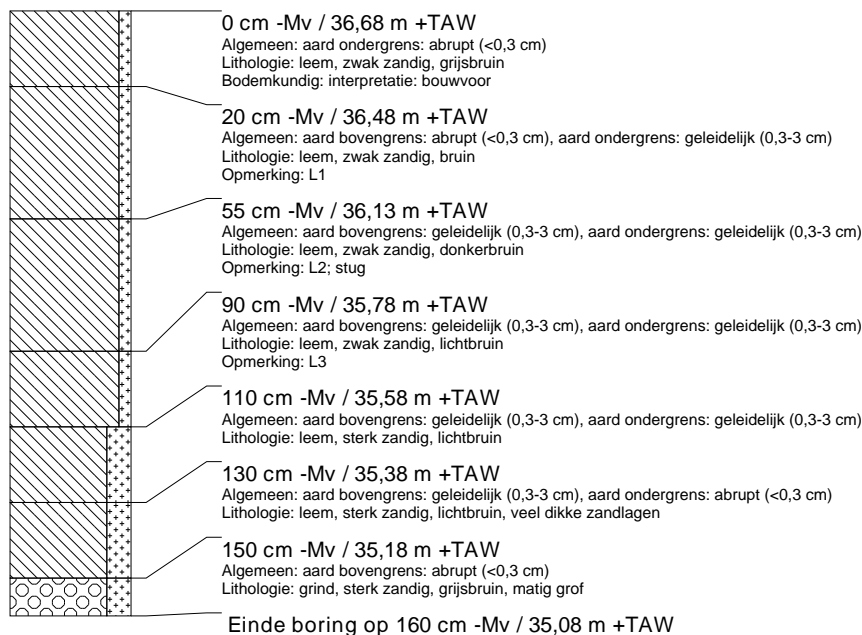 0 cm -Mv / 36,68 m +TAW
Algemeen: aard ondergrens: abrupt (<0,3 cm)
Lithologie: leem, zwak zandig, grijsbruin
Bodemkundig: interpretatie: bouwvoor
20 cm -Mv / 36,48 m +TAW
Algemeen: aard bovengrens: abrupt (<0,3 cm), aard ondergrens: geleidelijk (0,3-3 cm)
Lithologie: leem, zwak zandig, bruin
Opmerking: L1
55 cm -Mv / 36,13 m +TAW
Algemeen: aard bovengrens: geleidelijk (0,3-3 cm), aard ondergrens: geleidelijk (0,3-3 cm)
Lithologie: leem, zwak zandig, donkerbruin
Opmerking: L2; stug
90 cm -Mv / 35,78 m +TAW
Algemeen: aard bovengrens: geleidelijk (0,3-3 cm), aard ondergrens: geleidelijk (0,3-3 cm)
Lithologie: leem, zwak zandig, lichtbruin
Opmerking: L3
110 cm -Mv / 35,58 m +TAW
Algemeen: aard bovengrens: geleidelijk (0,3-3 cm), aard ondergrens: geleidelijk (0,3-3 cm)
Lithologie: leem, sterk zandig, lichtbruin
130 cm -Mv / 35,38 m +TAW
Algemeen: aard bovengrens: geleidelijk (0,3-3 cm), aard ondergrens: abrupt (<0,3 cm)
Lithologie: leem, sterk zandig, lichtbruin, veel dikke zandlagen
150 cm -Mv / 35,18 m +TAW
Algemeen: aard bovengrens: abrupt (<0,3 cm)
Lithologie: grind, sterk zandig, grijsbruin, matig grof
Einde boring op 160 cm -Mv / 35,08 m +TAW